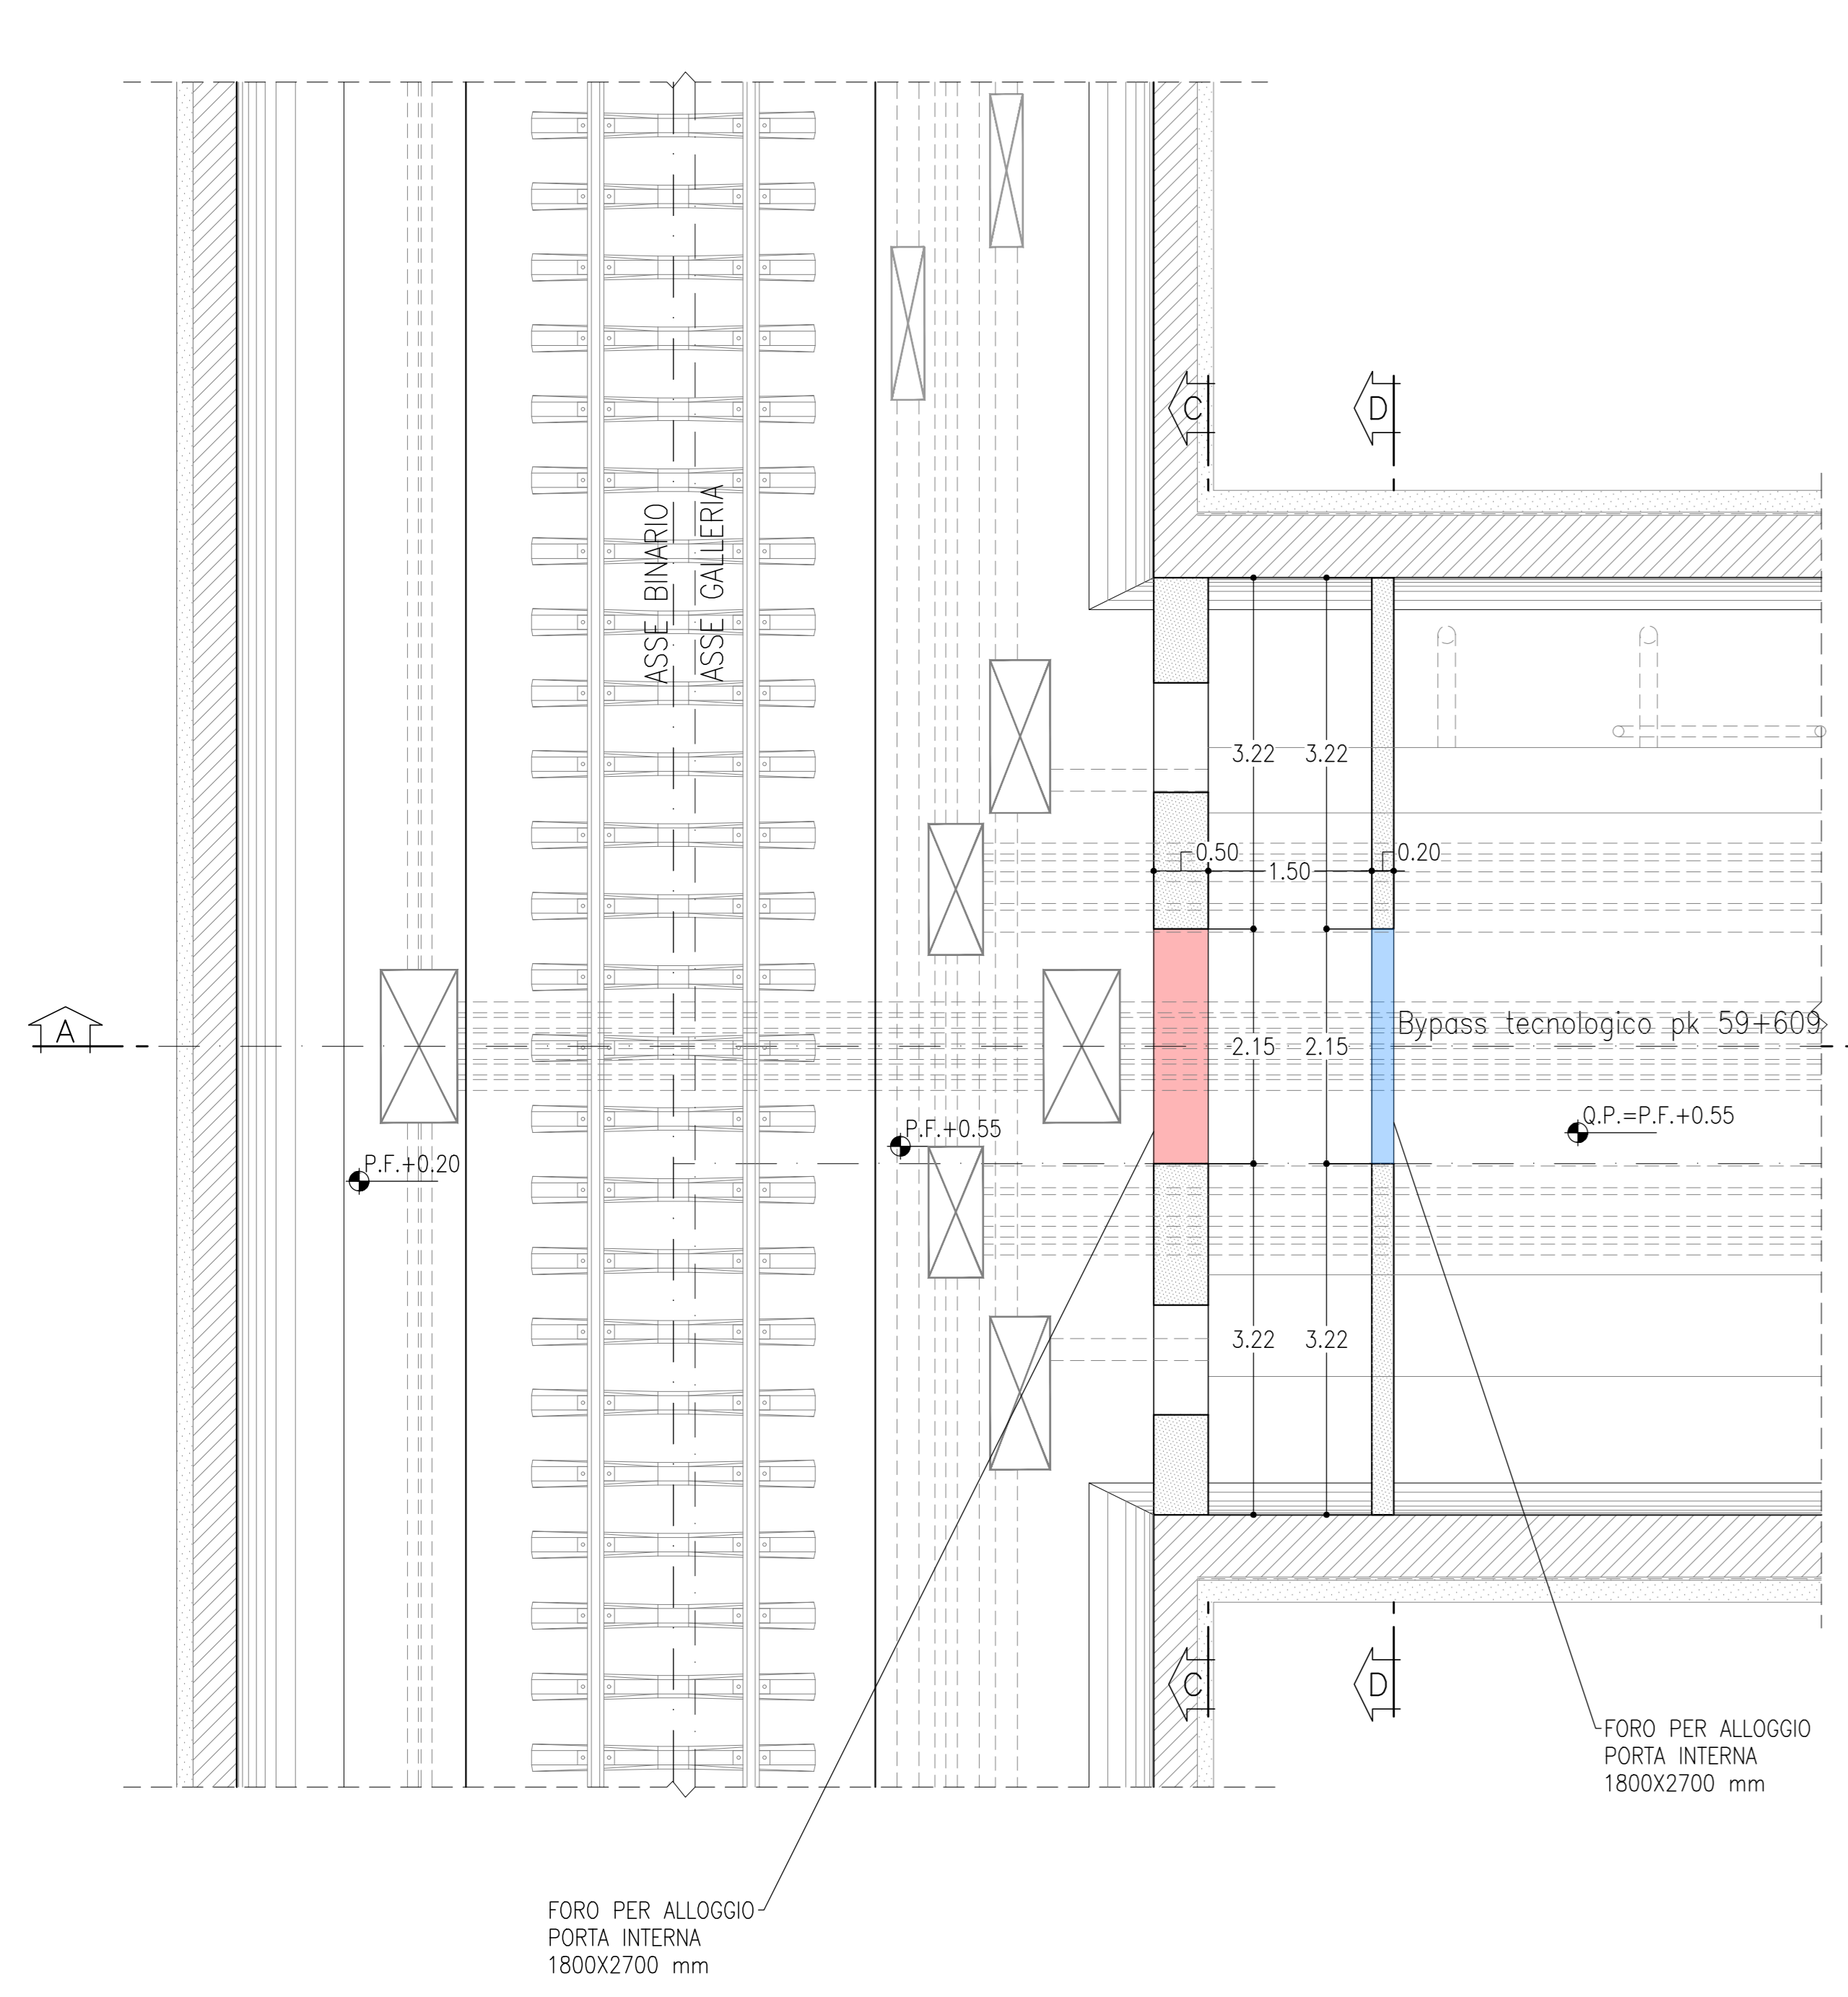 C
D
ASSE BINARIO
ASSE GALLERIA
3.22
3.22
0.50
1.50
0.20
A
Bypass tecnologico pk 59+609
2.15
2.15
P.F.+0.20
P.F.+0.55
Q.P.=P.F.+0.55
3.22
3.22
C
D
FORO PER ALLOGGIO
PORTA INTERNA
1800X2700 mm
FORO PER ALLOGGIO
PORTA INTERNA
1800X2700 mm